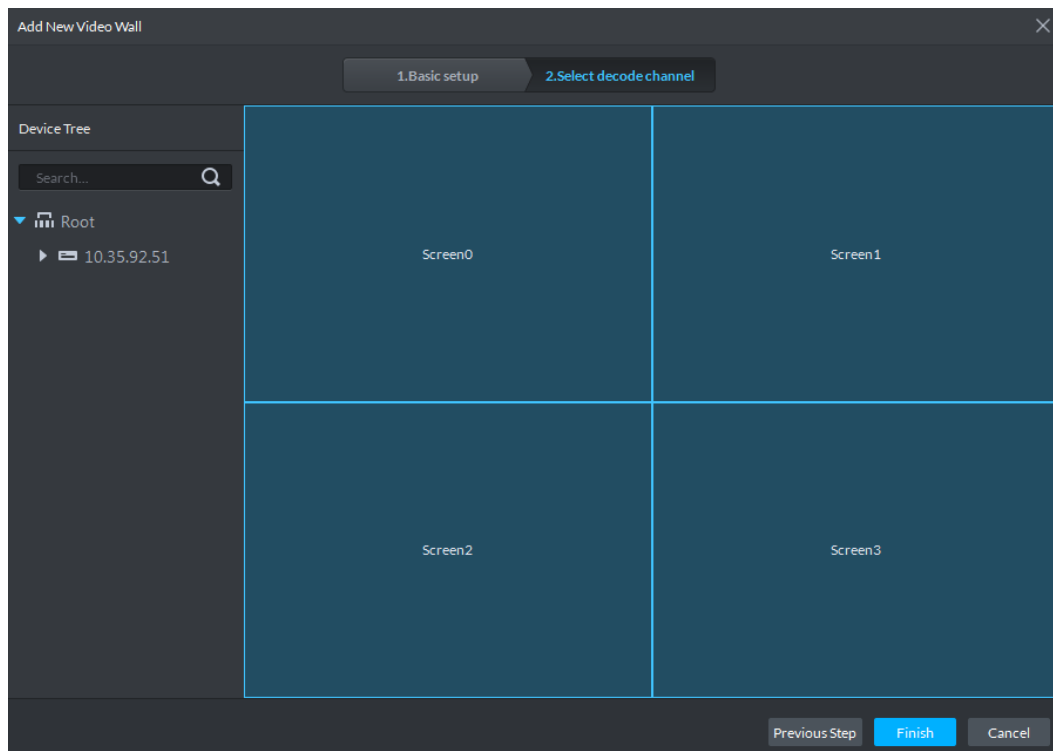 Add New Video Wall
1.Basic setup 2.Select decode channel
Device Tree
Search...
Root
10.35.92.51
Screen0 Screen1
Screen2 Screen3
Previous Step Finish Cancel